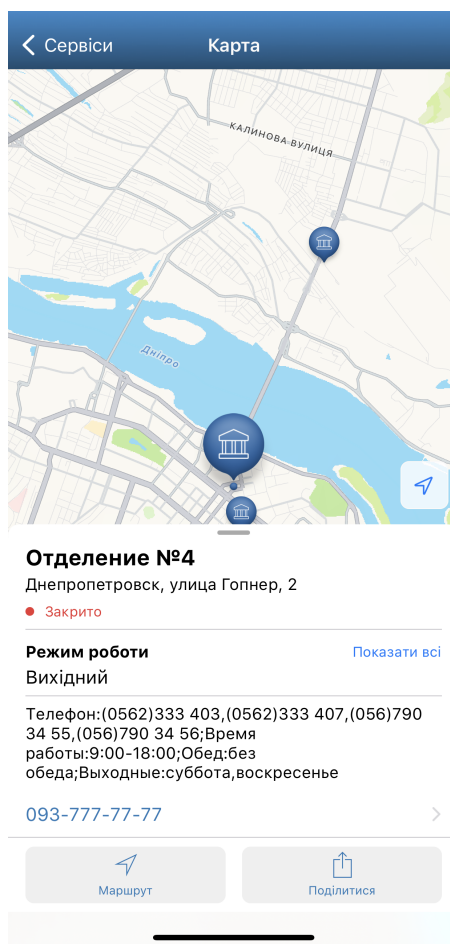 Сервіси
Карта
КАЛИНОВА ВУЛИЦЯ
Дніпро
Отделение №4
Днепропетровск, улица Гопнер, 2
Закрито
Режим роботи
Показати всі
Вихідний
Телефон:(0562)333 403,(0562)333 407,(056)790
34 55,(056)790 34 56;Время
работы:9:00-18:00;Обед:без
обеда;Выходные:суббота,воскресенье
093-777-77-77
Маршрут
Поділитися